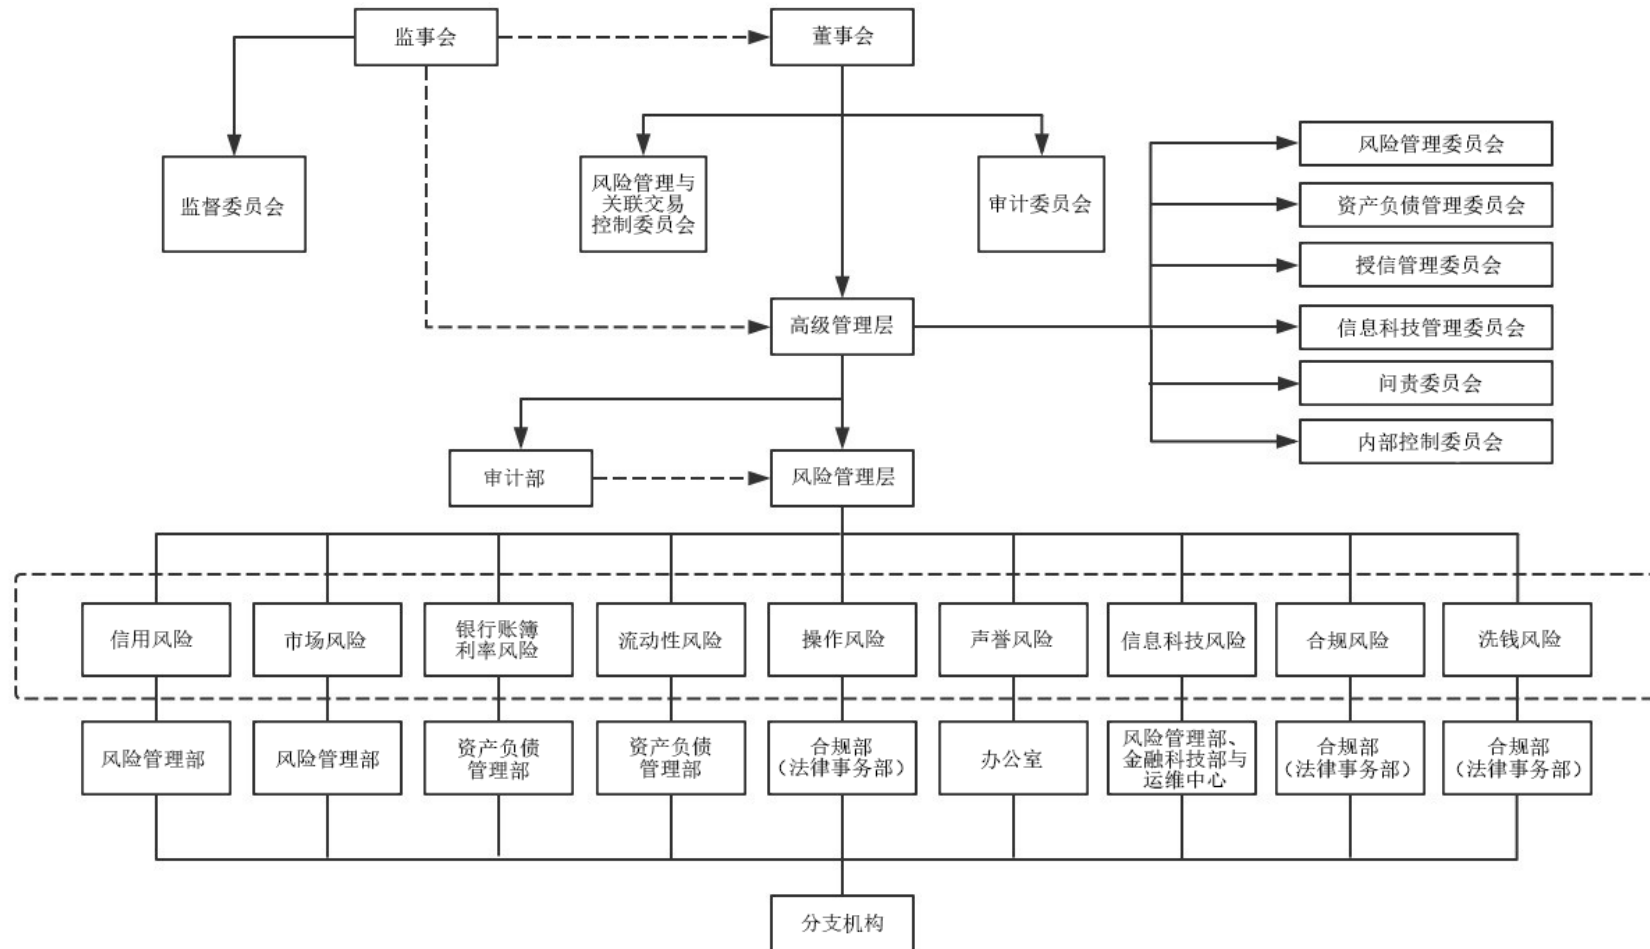 监事会
董事会
监督委员会
风险管理与
关联交易
控制委员会
审计委员会
风险管理委员会
资产负债管理委员会
授信管理委员会
信息科技管理委员会
问责委员会
内部控制委员会
高级管理层
审计部
风险管理层
信用风险
市场风险
银行账簿
利率风险
流动性风险
操作风险
声誉风险
信息科技风险
合规风险
洗钱风险
风险管理部
风险管理部
资产负债
管理部
资产负债
管理部
合规部
（法律事务部）
办公室
风险管理部、
金融科技部与
运维中心
合规部
（法律事务部）
合规部
（法律事务部）
分支机构